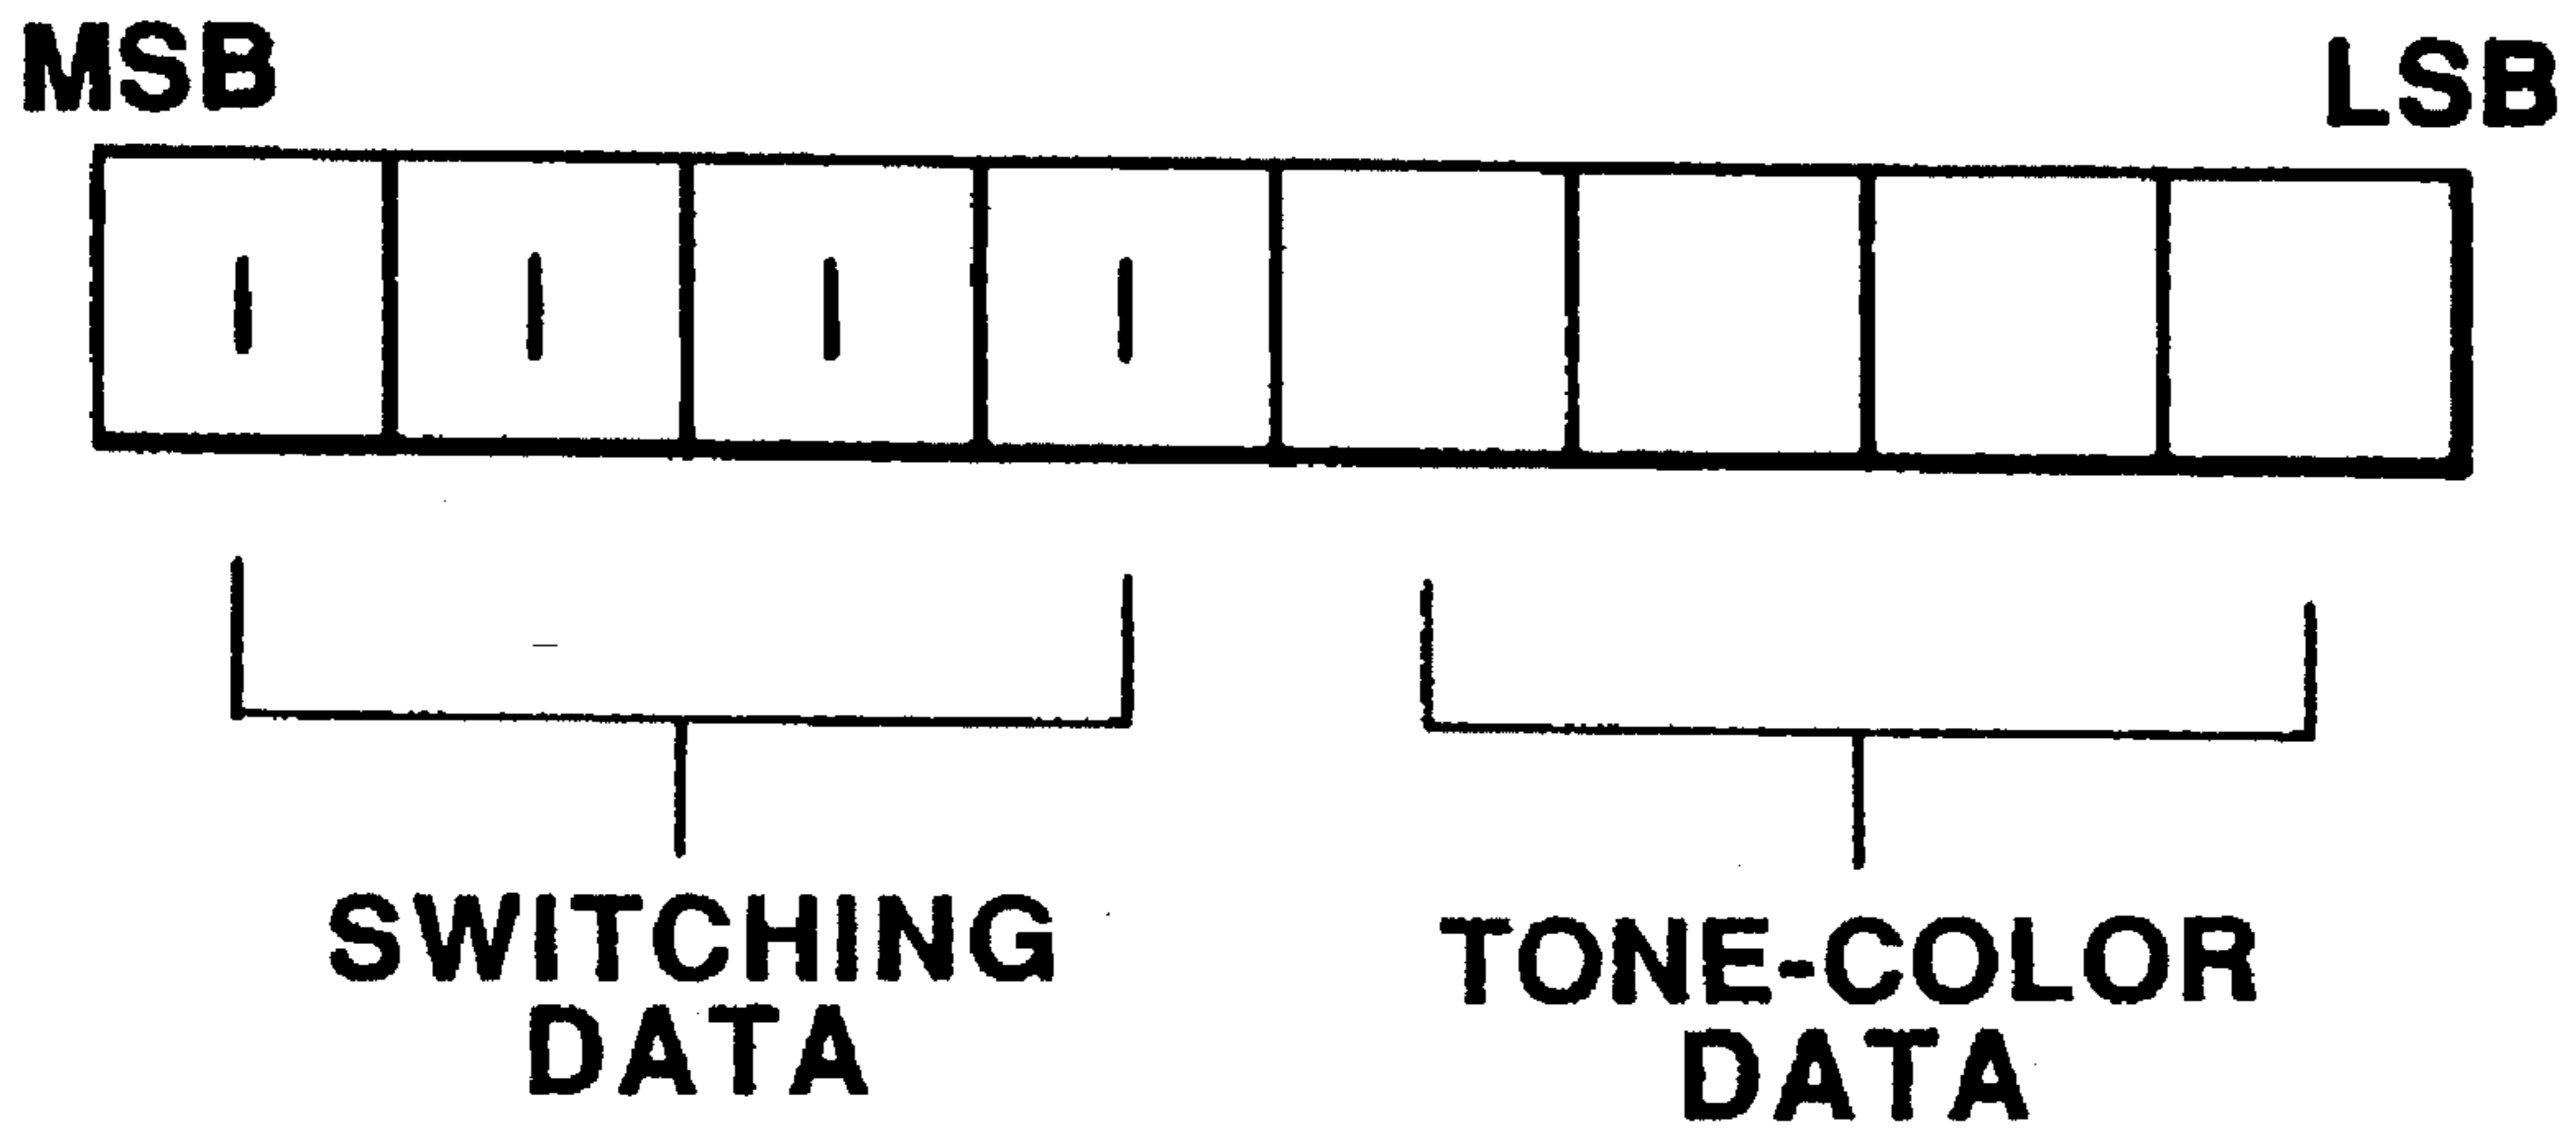 MSB LSB
1 1 1 1
SWITCHING
DATA
TONE-COLOR
DATA